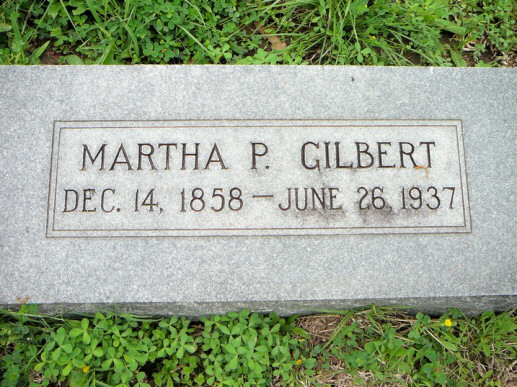 MARTHA P. GILBERT
DEC. 14, 1858 — JUNE 26, 1937